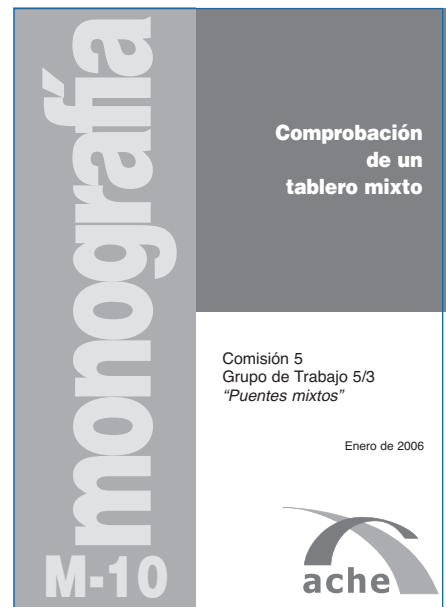 monografía
M-10
Comprobación
de un
tablero mixto
Comisión 5
Grupo de Trabajo 5/3
“Puentes mixtos”
Enero de 2006
ache